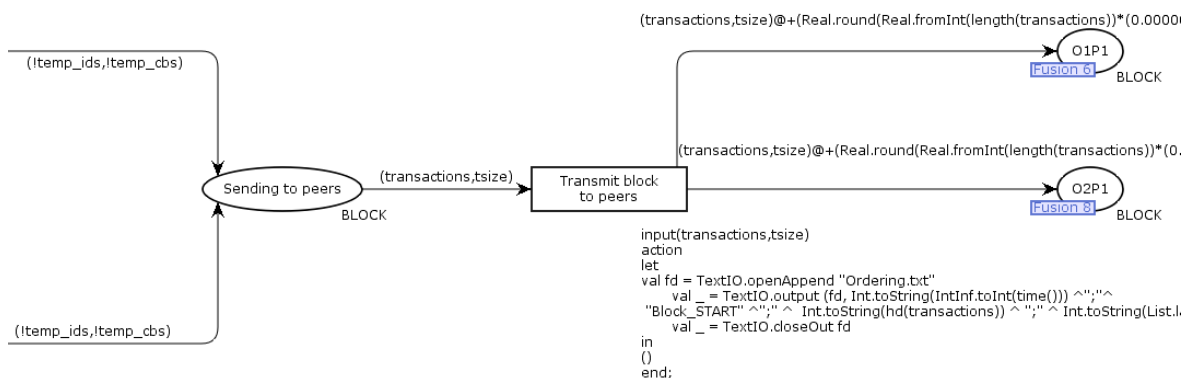 (transactions,tsize)@+(Real.round(Real.fromInt(length(transactions))*(0.00000
(!temp_ids,!temp_cbs)
O1P1
Fusion 6
BLOCK
(transactions,tsize)@+(Real.round(Real.fromInt(length(transactions))*(0.
Sending to peers
BLOCK
(transactions,tsize)
Transmit block
to peers
O2P1
Fusion 8
BLOCK
input(transactions,tsize)
action
let
val fd = TextIO.openAppend "Ordering.txt"
val _ = TextIO.output (fd, Int.toString(IntInf.toInt(time())) ^";"^
"Block_START" ^";" ^ Int.toString(hd(transactions)) ^ ";" ^ Int.toString(List.la
val _ = TextIO.closeOut fd
in
()
end;
(!temp_ids,!temp_cbs)